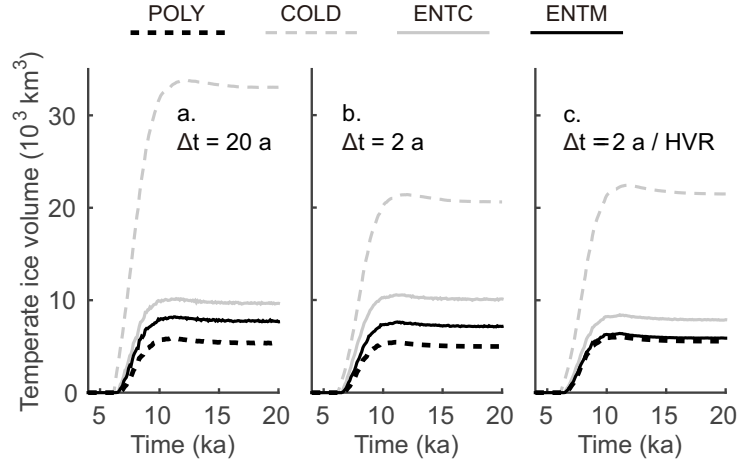 POLY COLD ENTC ENTM
Temperate ice volume (10³ km³)
30
20
10
0
a.
Δt = 20 a
b.
Δt = 2 a
c.
Δt = 2 a / HVR
5 10 15 20
5 10 15 20
5 10 15 20
Time (ka)
Time (ka)
Time (ka)